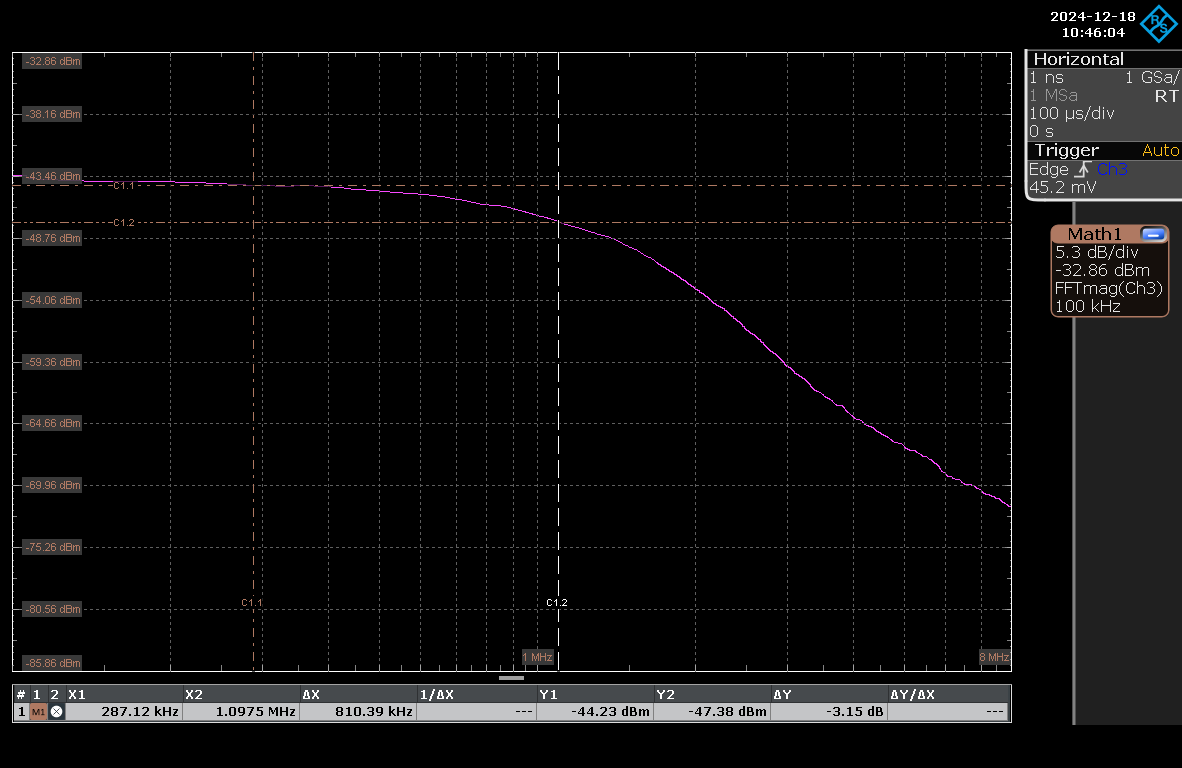 2024-12-18
10:46:04
R S
Horizontal
1 ns 1 GSa/
1 MSa RT
100 µs/div
0 s
Trigger Auto
Edge Ch3
45.2 mV
Math1
5.3 dB/div
-32.86 dBm
FFTmag(Ch3)
100 kHz
-32.86 dBm
-38.16 dBm
-43.46 dBm
C1.1
C1.2
-48.76 dBm
-54.06 dBm
-59.36 dBm
-64.66 dBm
-69.96 dBm
-75.26 dBm
C1.1 C1.2
-80.56 dBm
-85.86 dBm
1 MHz 8 MHz
# 1 2 X1 X2 ΔX 1/ΔX Y1 Y2 ΔY ΔY/ΔX
1 M1 287.12 kHz 1.0975 MHz 810.39 kHz --- -44.23 dBm -47.38 dBm -3.15 dB ---